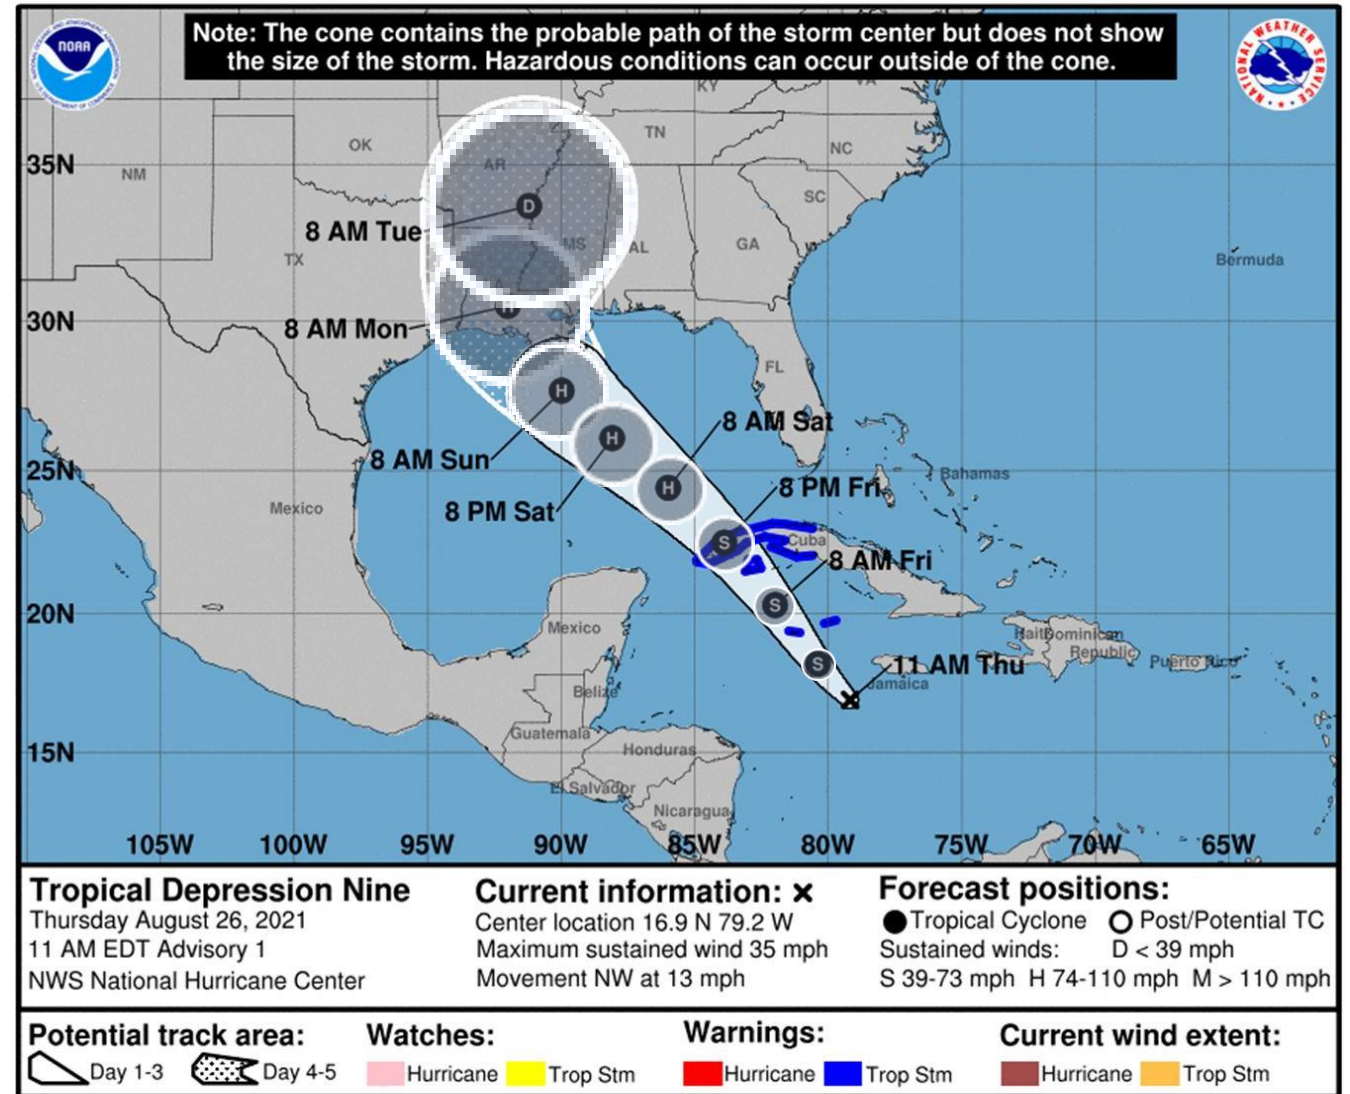 Note: The cone contains the probable path of the storm center but does not show
the size of the storm. Hazardous conditions can occur outside of the cone.
NOAA
NATIONAL WEATHER SERVICE
KY
VA
OK
TN
NC
AR
35N
NM
SC
D
8 AM Tue
MS
AL
GA
TX
Bermuda
30N
8 AM Mon
H
FL
H
8 AM Sat
H
8 AM Sun
25N
Bahamas
H
8 PM Fri
Mexico
8 PM Sat
S
Cuba
8 AM Fri
20N
S
Mexico
Haiti
Dominican
Republic
Puerto Rico
S
11 AM Thu
Jamaica
Belize
Guatemala
15N
Honduras
El Salvador
Nicaragua
105W 100W 95W 90W 85W 80W 75W 70W 65W
Tropical Depression Nine
Thursday August 26, 2021
11 AM EDT Advisory 1
NWS National Hurricane Center
Current information: x
Center location 16.9 N 79.2 W
Maximum sustained wind 35 mph
Movement NW at 13 mph
Forecast positions:
Tropical Cyclone Post/Potential TC
Sustained winds: D < 39 mph
S 39-73 mph H 74-110 mph M > 110 mph
Potential track area:
Day 1-3 Day 4-5
Watches:
Hurricane Trop Stm
Warnings:
Hurricane Trop Stm
Current wind extent:
Hurricane Trop Stm